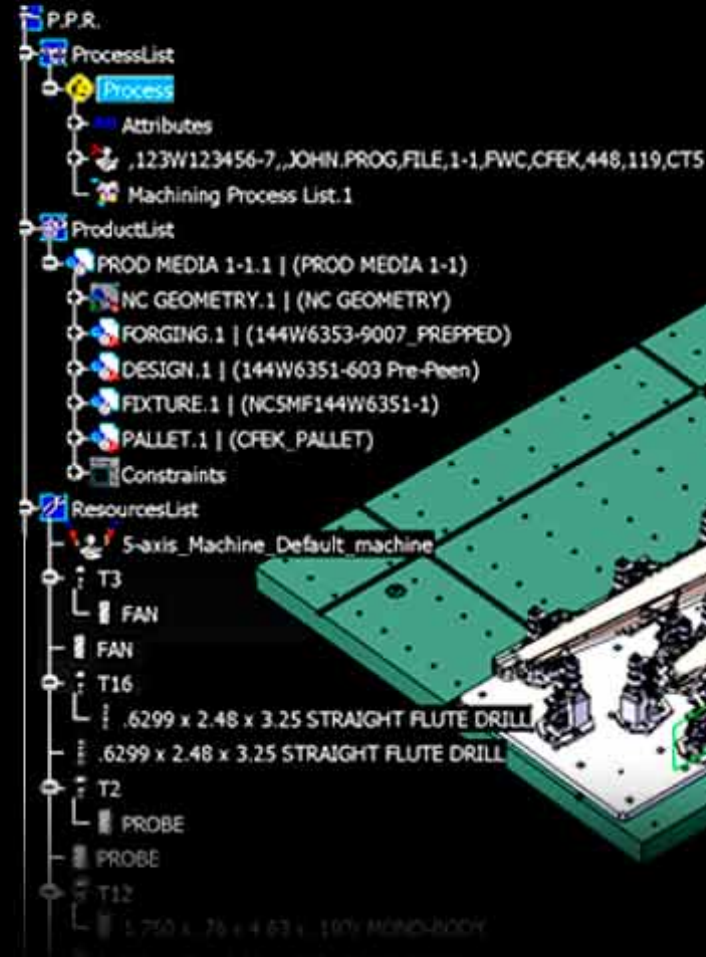 P.P.R.
ProcessList
Process
Attributes
,123W123456-7,,JOHN.PROG,FILE,1-1,FWC,CFEK,448,119,CT5
Machining Process List.1
ProductList
PROD MEDIA 1-1.1 | (PROD MEDIA 1-1)
NC GEOMETRY.1 | (NC GEOMETRY)
FORGING.1 | (144W6353-9007_PREPPED)
DESIGN.1 | (144W6351-603 Pre-Peen)
FIXTURE.1 | (NC5MF144W6351-1)
PALLET.1 | (CFEK_PALLET)
Constraints
ResourcesList
5-axis_Machine_Default_machine
T3
FAN
FAN
T16
.6299 x 2.48 x 3.25 STRAIGHT FLUTE DRILL
.6299 x 2.48 x 3.25 STRAIGHT FLUTE DRILL
T2
PROBE
PROBE
T12
MONO-BODY